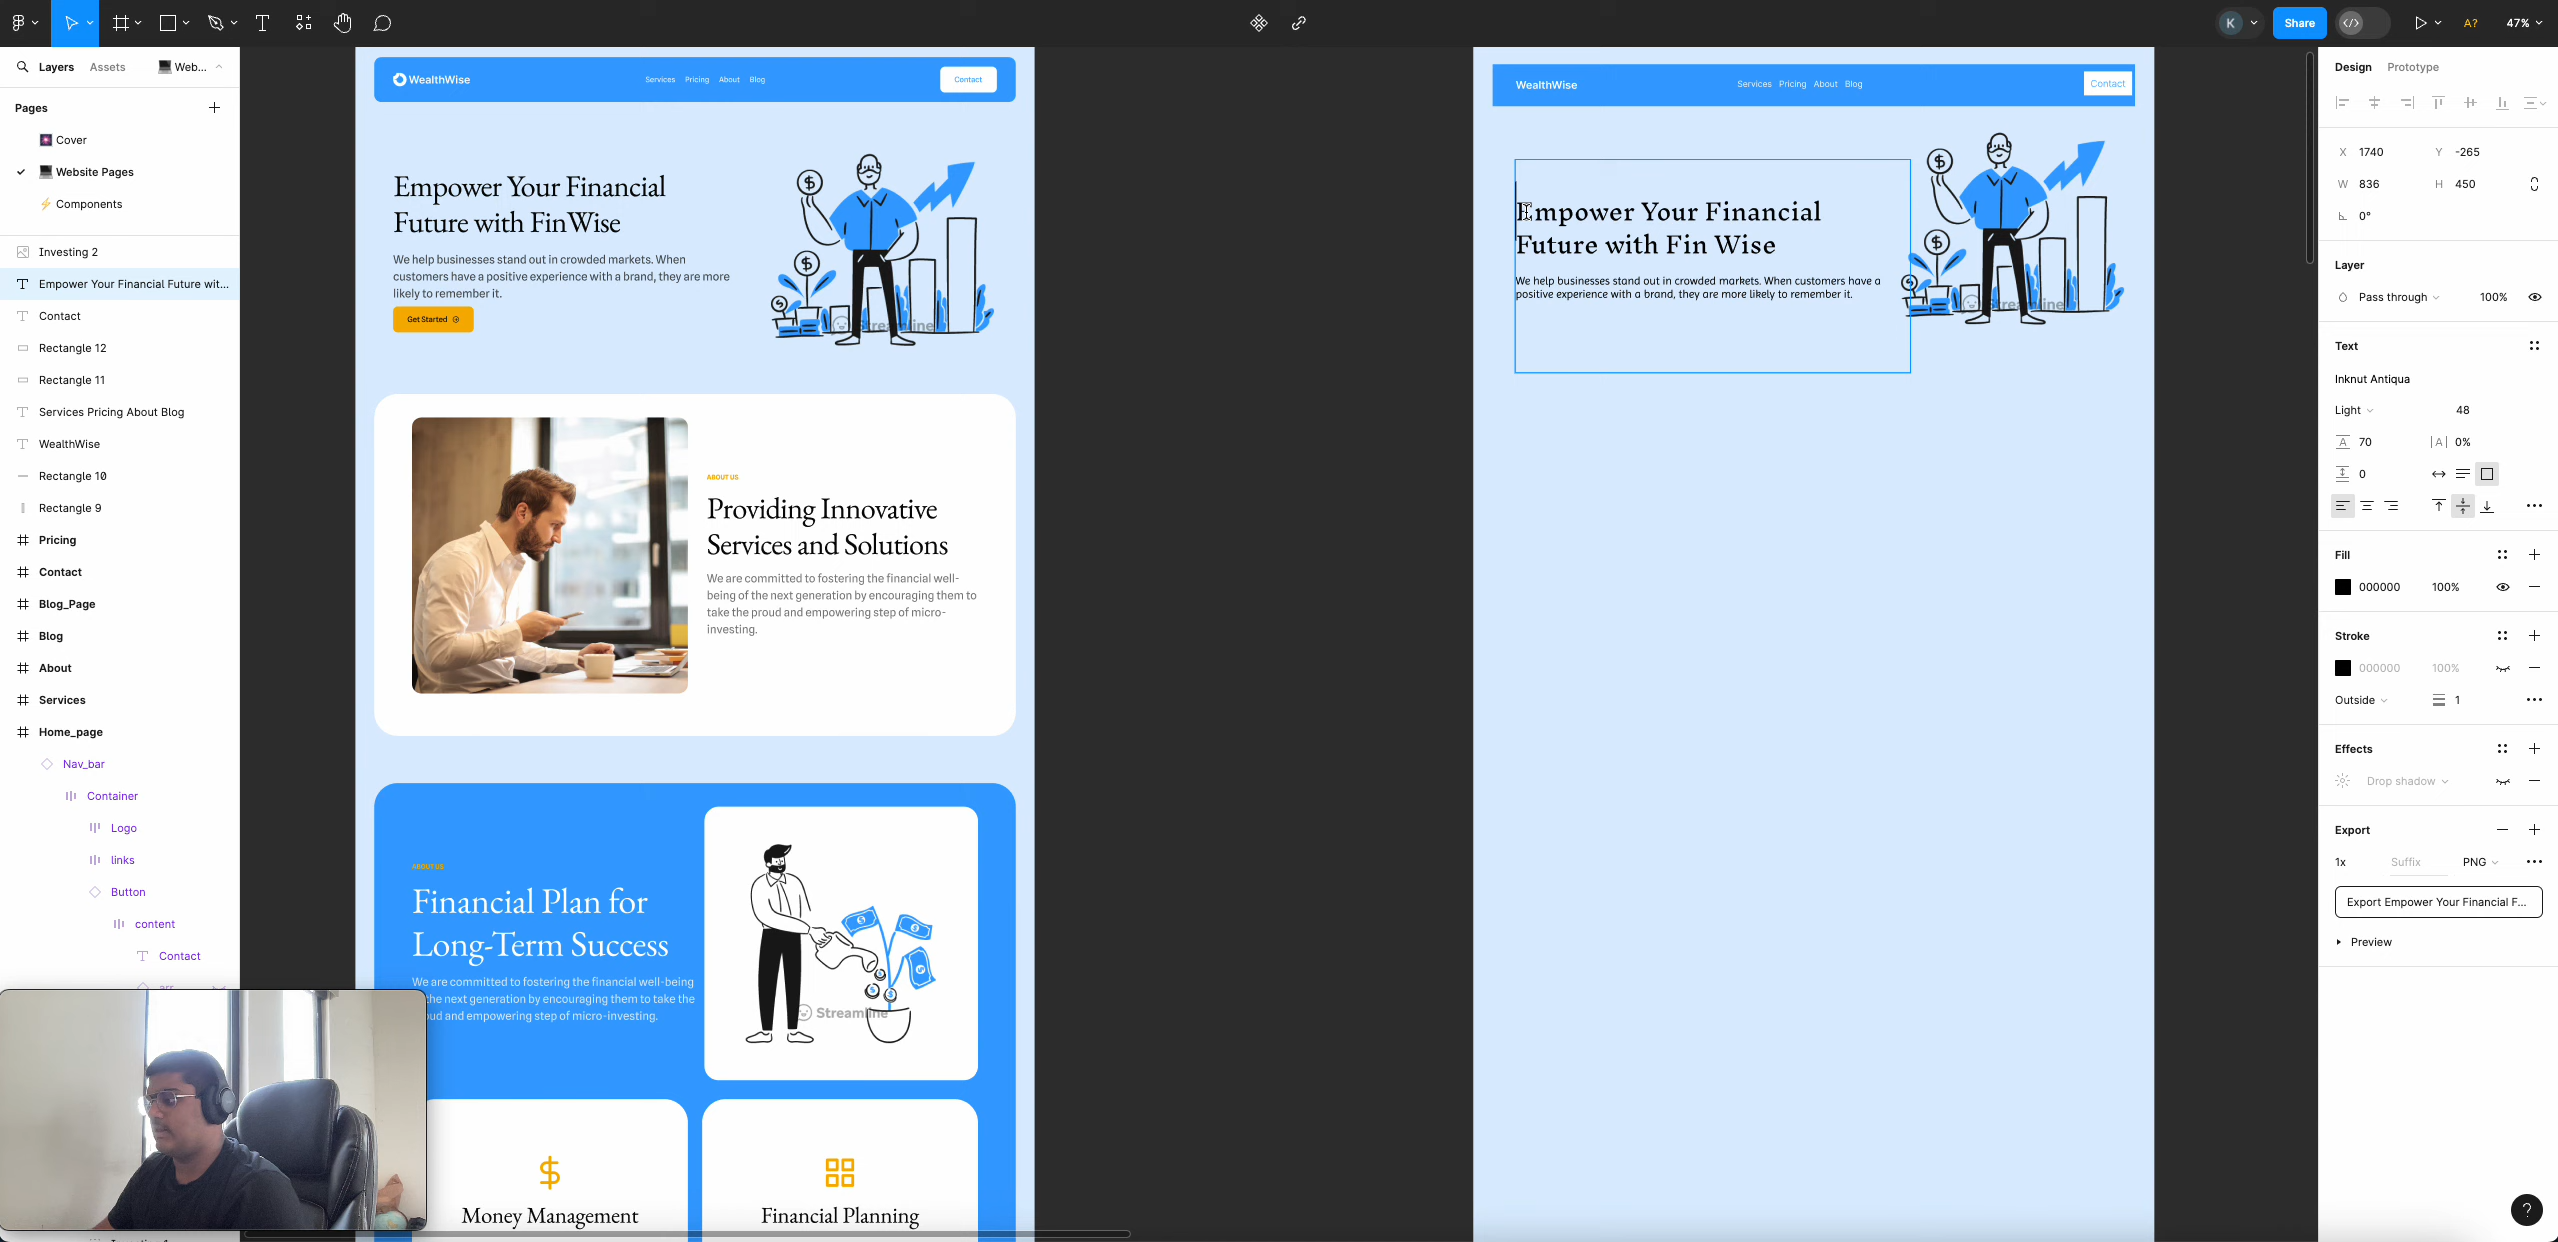 K
Share
A?
47%
Layers
Assets
Web...
Pages
Cover
Website Pages
Components
Investing 2
Empower Your Financial Future wit...
Contact
Rectangle 12
Rectangle 11
Services Pricing About Blog
WealthWise
Rectangle 10
Rectangle 9
Pricing
Contact
Blog_Page
Blog
About
Services
Home_page
Nav_bar
Container
Logo
links
Button
content
Contact
WealthWise
Services
Pricing
About
Blog
Contact
Empower Your Financial
Future with FinWise
We help businesses stand out in crowded markets. When
customers have a positive experience with a brand, they are more
likely to remember it.
Get Started
Streamline
ABOUT US
Providing Innovative
Services and Solutions
We are committed to fostering the financial well-
being of the next generation by encouraging them to
take the proud and empowering step of micro-
investing.
ABOUT US
Financial Plan for
Long-Term Success
We are committed to fostering the financial well-being
the next generation by encouraging them to take the
oud and empowering step of micro-investing.
Streamline
Money Management
Financial Planning
WealthWise
Services Pricing About Blog
Contact
Empower Your Financial
Future with Fin Wise
We help businesses stand out in crowded markets. When customers have a
positive experience with a brand, they are more likely to remember it.
Streamline
Design
Prototype
X 1740
Y -265
W 836
H 450
0°
Layer
Pass through
100%
Text
Inknut Antiqua
Light
48
70
0%
0
Fill
000000
100%
Stroke
000000
100%
Outside
1
Effects
Drop shadow
Export
1x
Suffix
PNG
Export Empower Your Financial F...
Preview
?